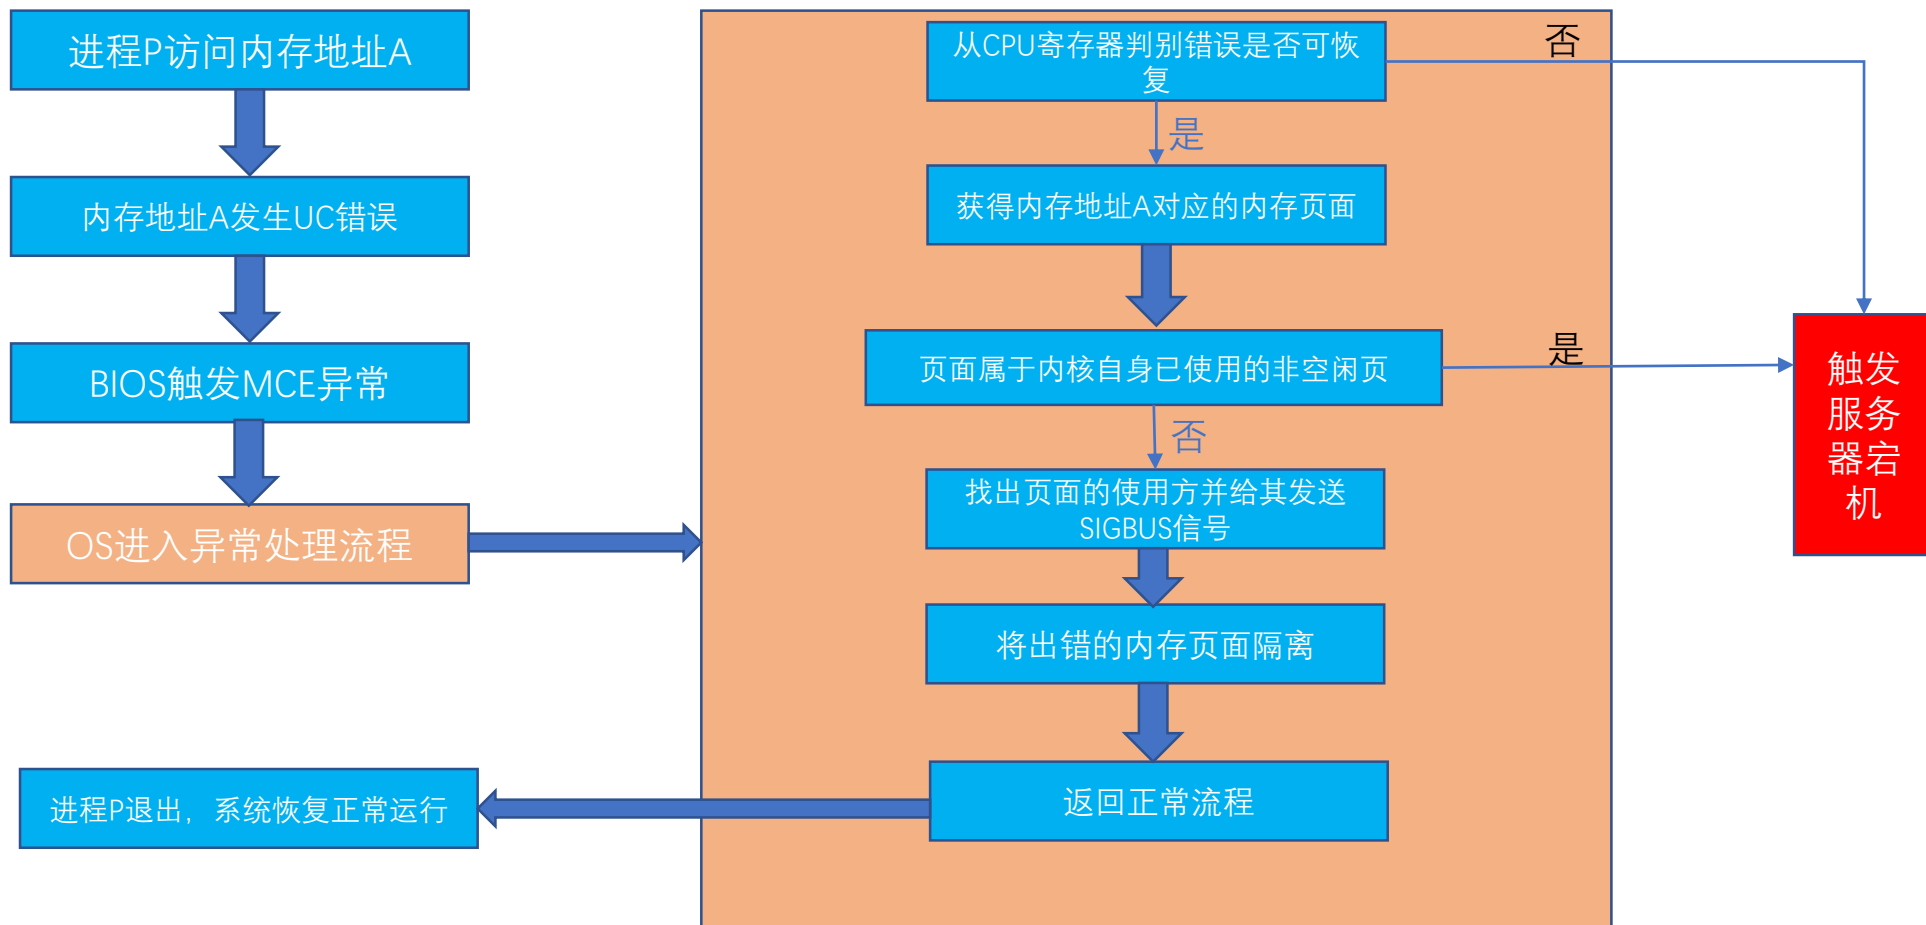 进程P访问内存地址A
内存地址A发生UC错误
BIOS触发MCE异常
OS进入异常处理流程
进程P退出，系统恢复正常运行
从CPU寄存器判别错误是否可恢
复
否
是
获得内存地址A对应的内存页面
页面属于内核自身已使用的非空闲页
是
否
找出页面的使用方并给其发送
SIGBUS信号
将出错的内存页面隔离
返回正常流程
触发
服务
器宕
机